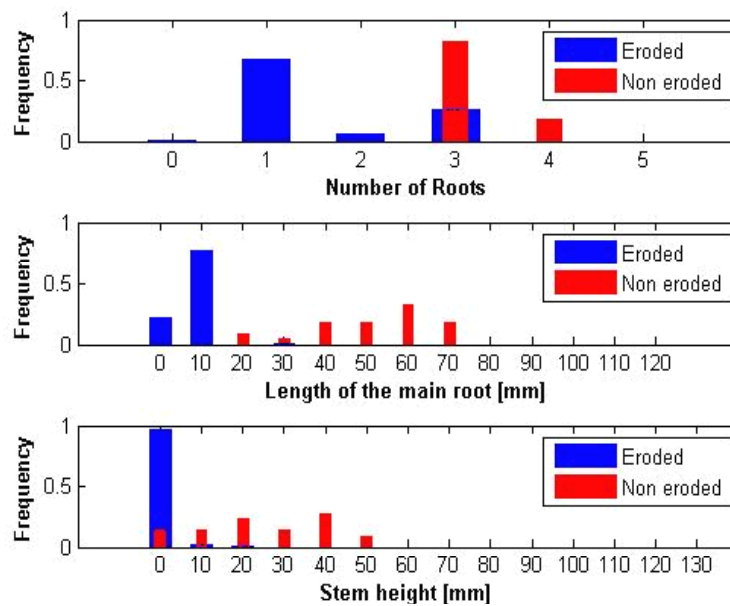 1
0.5
0
Frequency
Eroded
Non eroded
0 1 2 3 4 5
Number of Roots
1
0.5
0
Frequency
Eroded
Non eroded
0 10 20 30 40 50 60 70 80 90 100 110 120
Length of the main root [mm]
1
0.5
0
Frequency
Eroded
Non eroded
0 10 20 30 40 50 60 70 80 90 100 110 120 130
Stem height [mm]